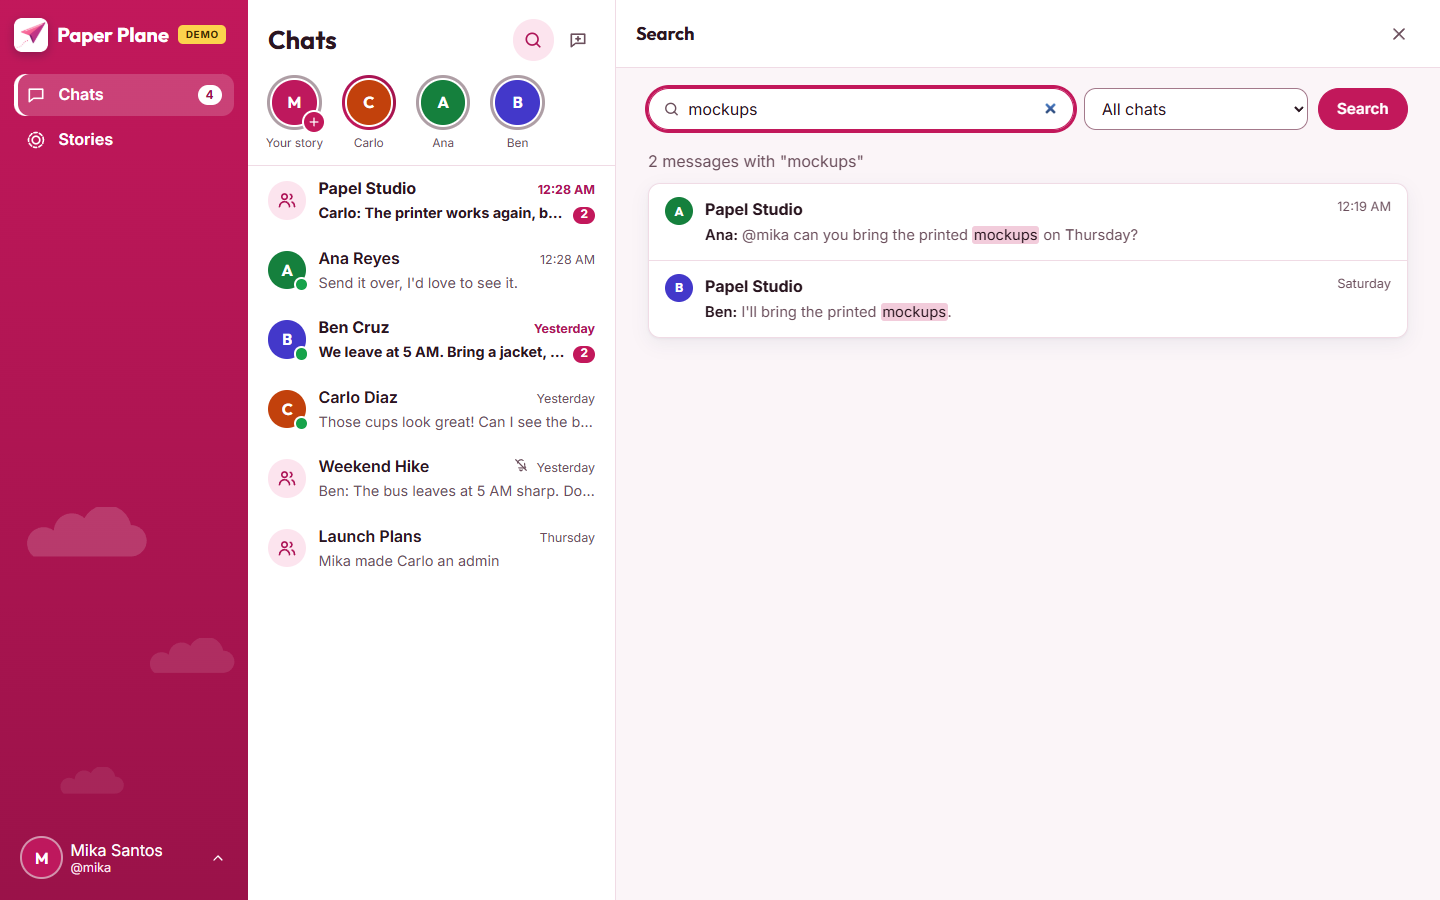 Paper Plane DEMO
Chats 4
Stories
M Mika Santos
@mika
Chats
M C A B
Your story Carlo Ana Ben
Papel Studio 12:28 AM
Carlo: The printer works again, b... 2
A Ana Reyes 12:28 AM
Send it over, I'd love to see it.
B Ben Cruz Yesterday
We leave at 5 AM. Bring a jacket, ... 2
C Carlo Diaz Yesterday
Those cups look great! Can I see the b...
Weekend Hike Yesterday
Ben: The bus leaves at 5 AM sharp. Do...
Launch Plans Thursday
Mika made Carlo an admin
Search
mockups All chats Search
2 messages with "mockups"
A Papel Studio 12:19 AM
Ana: @mika can you bring the printed mockups on Thursday?
B Papel Studio Saturday
Ben: I'll bring the printed mockups.